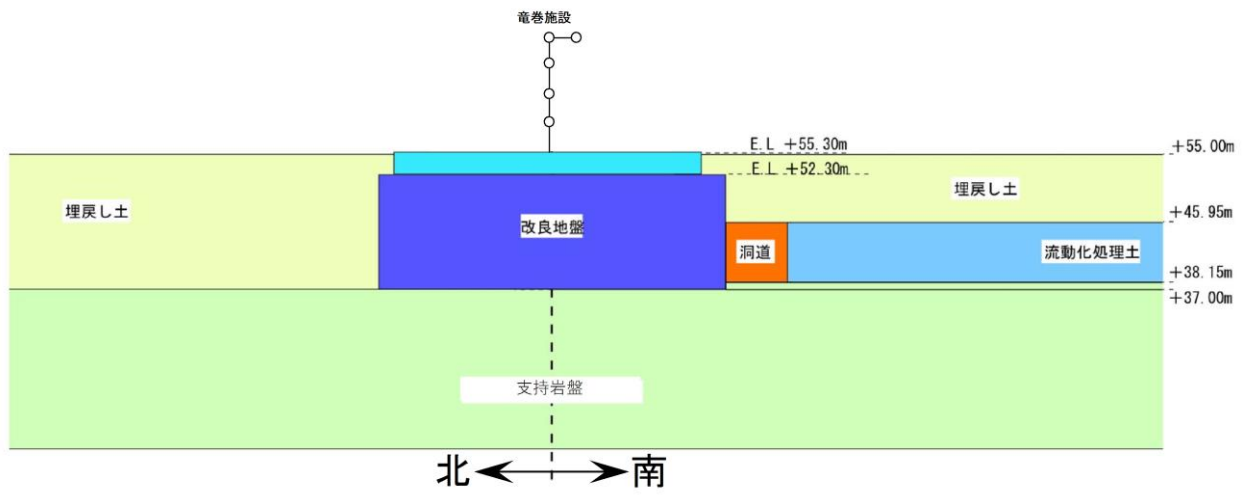 竜巻施設
E.L +55.30m
+55.00m
E.L +52.30m
埋戻し土
埋戻し土
+45.95m
改良地盤
洞道
流動化処理土
+38.15m
+37.00m
支持岩盤
北
南